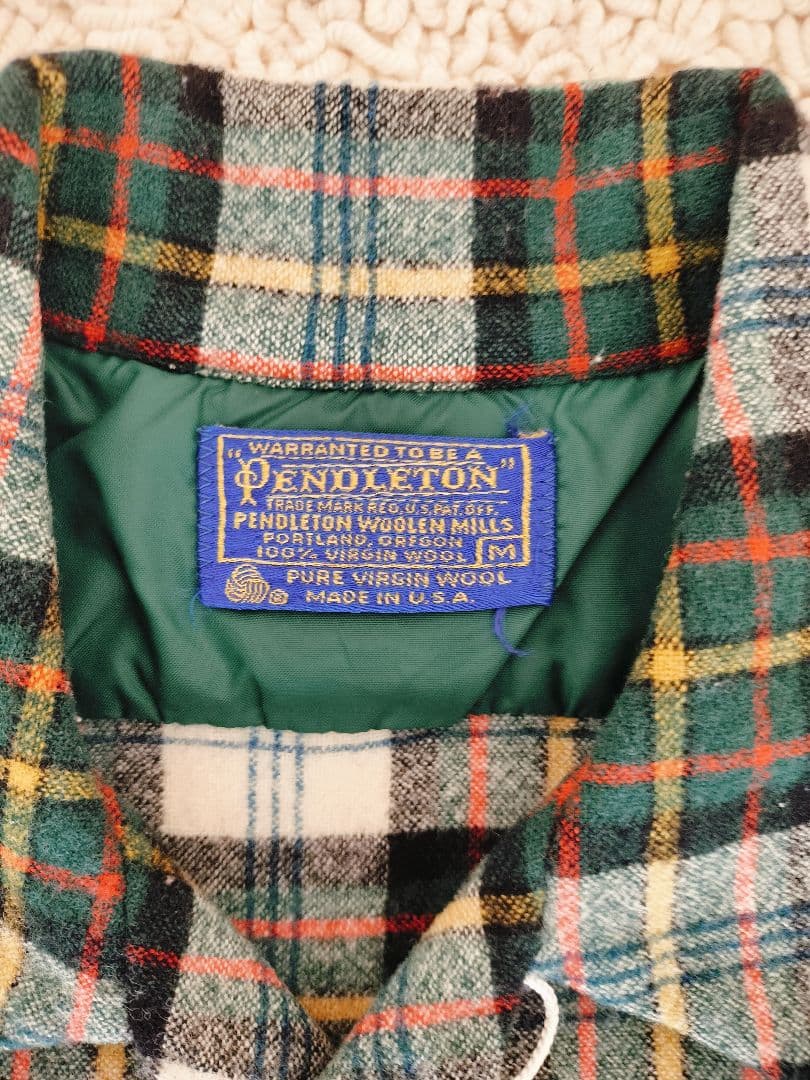 "WARRANTED TO BE A
PENDLETON"
TRADE MARK REG. U.S. PAT. OFF.
PENDLETON WOOLEN MILLS
PORTLAND, OREGON
100% VIRGIN WOOL M
PURE VIRGIN WOOL
® MADE IN U.S.A.